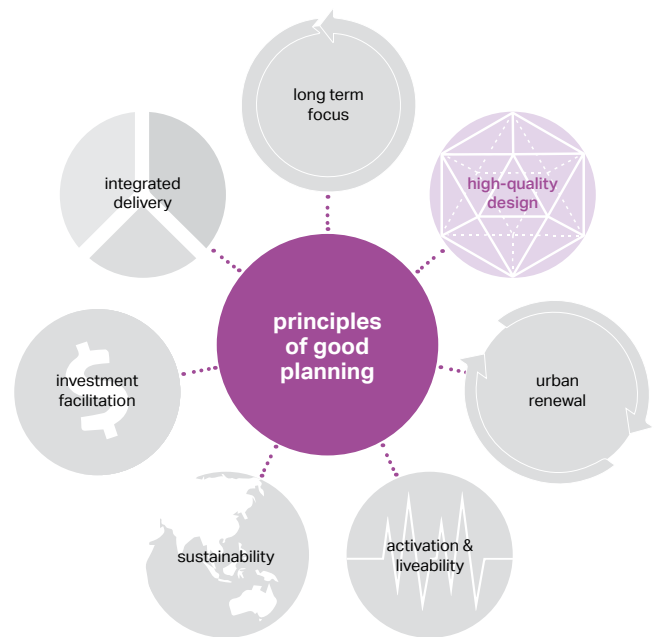 long term
focus
high-quality
design
urban
renewal
activation &
liveability
sustainability
investment
facilitation
integrated
delivery
principles
of good
planning